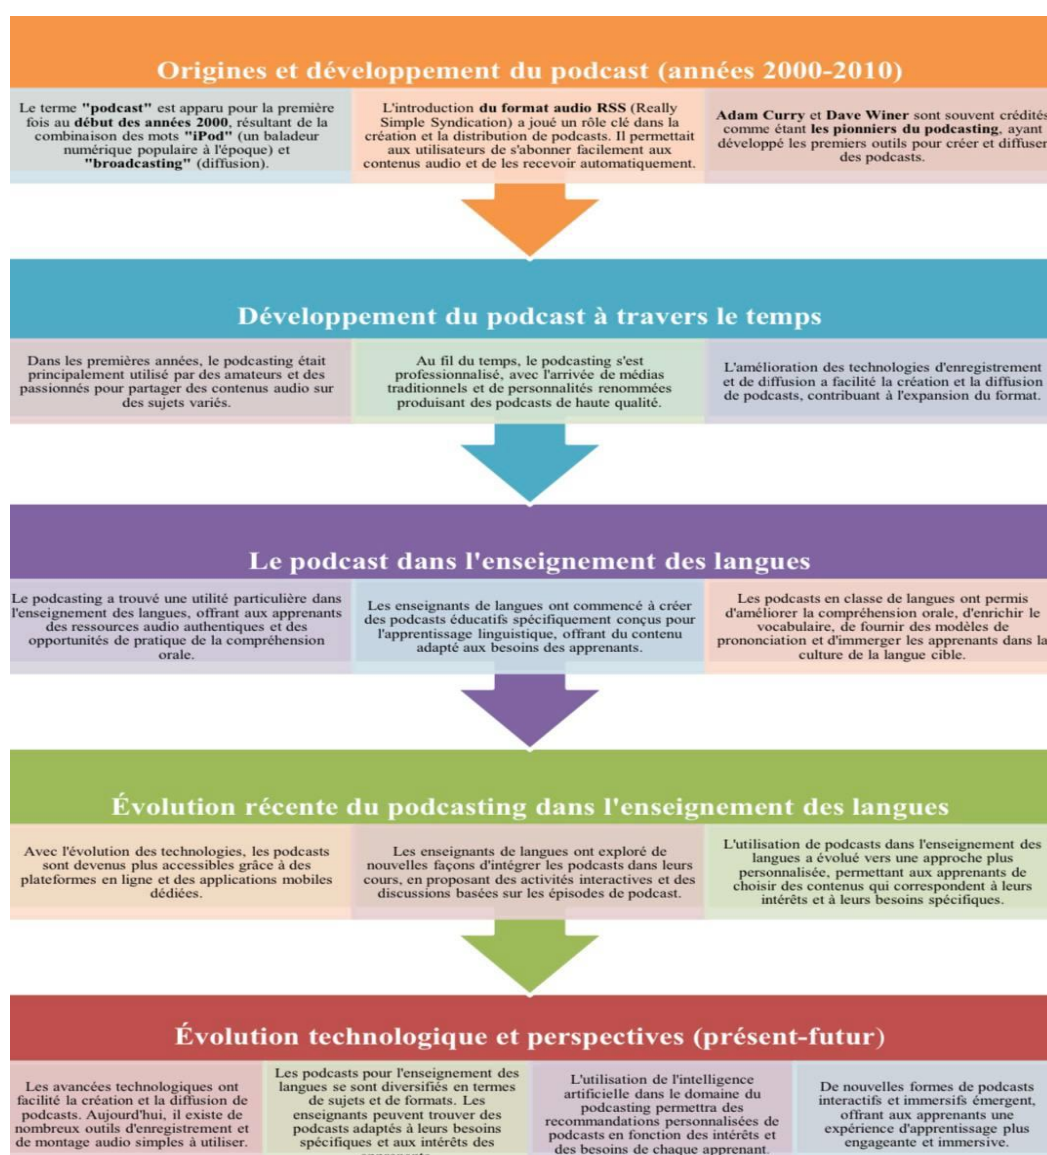 Origines et développement du podcast (années 2000-2010)
Le terme "podcast" est apparu pour la première
fois au début des années 2000, résultant de la
combinaison des mots "iPod" (un baladeur
numérique populaire à l'époque) et
"broadcasting" (diffusion).
L'introduction du format audio RSS (Really
Simple Syndication) a joué un rôle clé dans la
création et la distribution de podcasts. Il permettait
aux utilisateurs de s'abonner facilement aux
contenus audio et de les recevoir automatiquement.
Adam Curry et Dave Winer sont souvent crédités
comme étant les pionniers du podcasting, ayant
développé les premiers outils pour créer et diffuser
des podcasts.
Développement du podcast à travers le temps
Dans les premières années, le podcasting était
principalement utilisé par des amateurs et des
passionnés pour partager des contenus audio sur
des sujets variés.
Au fil du temps, le podcasting s'est
professionnalisé, avec l'arrivée de médias
traditionnels et de personnalités renommées
produisant des podcasts de haute qualité.
L'amélioration des technologies d'enregistrement
et de diffusion a facilité la création et la diffusion
de podcasts, contribuant à l'expansion du format.
Le podcast dans l'enseignement des langues
Le podcasting a trouvé une utilité particulière dans
l'enseignement des langues, offrant aux apprenants
des ressources audio authentiques et des
opportunités de pratique de la compréhension
orale.
Les enseignants de langues ont commencé à créer
des podcasts éducatifs spécifiquement conçus pour
l'apprentissage linguistique, offrant du contenu
adapté aux besoins des apprenants.
Les podcasts en classe de langues ont permis
d'améliorer la compréhension orale, d'enrichir le
vocabulaire, de fournir des modèles de
prononciation et d'immerger les apprenants dans la
culture de la langue cible.
Évolution récente du podcasting dans l'enseignement des langues
Avec l'évolution des technologies, les podcasts
sont devenus plus accessibles grâce à des
plateformes en ligne et des applications mobiles
dédiées.
Les enseignants de langues ont exploré de
nouvelles façons d'intégrer les podcasts dans leurs
cours, en proposant des activités interactives et des
discussions basées sur les épisodes de podcast.
L'utilisation de podcasts dans l'enseignement des
langues a évolué vers une approche plus
personnalisée, permettant aux apprenants de
choisir des contenus qui correspondent à leurs
intérêts et à leurs besoins spécifiques.
Évolution technologique et perspectives (présent-futur)
Les avancées technologiques ont
facilité la création et la diffusion de
podcasts. Aujourd'hui, il existe de
nombreux outils d'enregistrement et
de montage audio simples à utiliser.
Les podcasts pour l'enseignement des
langues se sont diversifiés en termes
de sujets et de formats. Les
enseignants peuvent trouver des
podcasts adaptés à leurs besoins
spécifiques et aux intérêts des
L'utilisation de l'intelligence
artificielle dans le domaine du
podcasting permettra des
recommandations personnalisées de
podcasts en fonction des intérêts et
des besoins de chaque apprenant.
De nouvelles formes de podcasts
interactifs et immersifs émergent,
offrant aux apprenants une
expérience d'apprentissage plus
engageante et immersive.